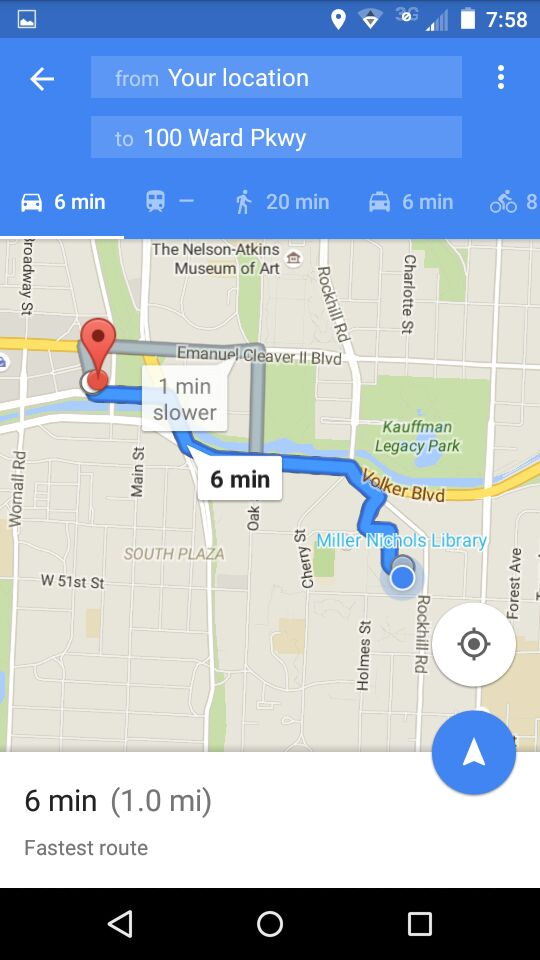 3G
7:58
from Your location
to 100 Ward Pkwy
6 min
—
20 min
6 min
8
roadway St
The Nelson-Atkins
Museum of Art
Rockhill Rd
Charlotte St
Emanuel Cleaver II Blvd
1 min
slower
Kauffman
Legacy Park
6 min
Volker Blvd
Wornall Rd
Main St
Oak
Cherry St
Miller Nichols Library
SOUTH PLAZA
W 51st St
Holmes St
Rockhill Rd
Forest Ave
6 min (1.0 mi)
Fastest route